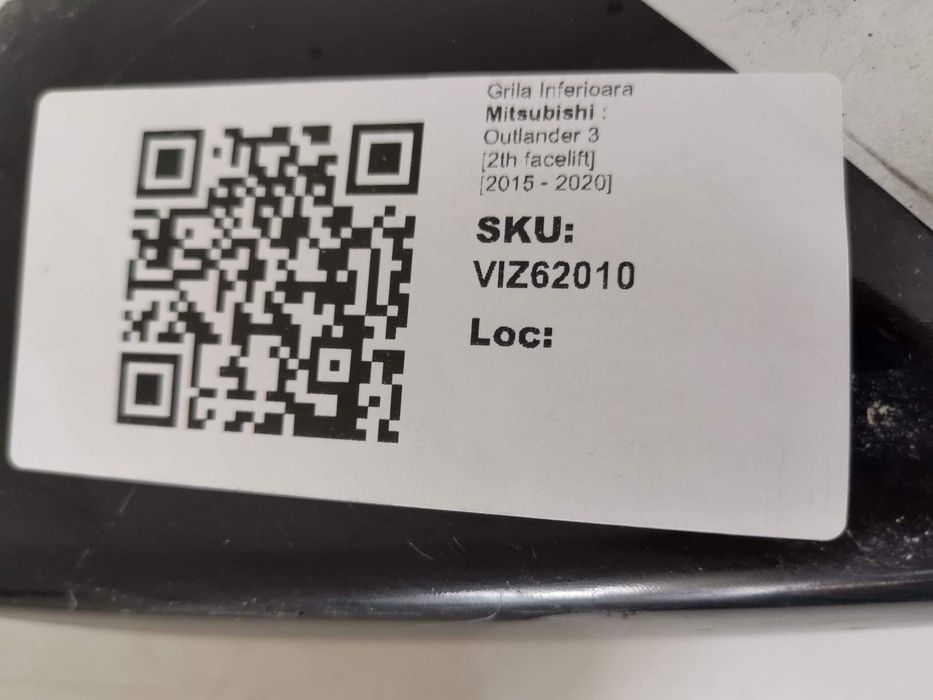 Grila Inferioara
Mitsubishi :
Outlander 3
[2th facelift]
[2015 - 2020]
SKU:
VIZ62010
Loc: